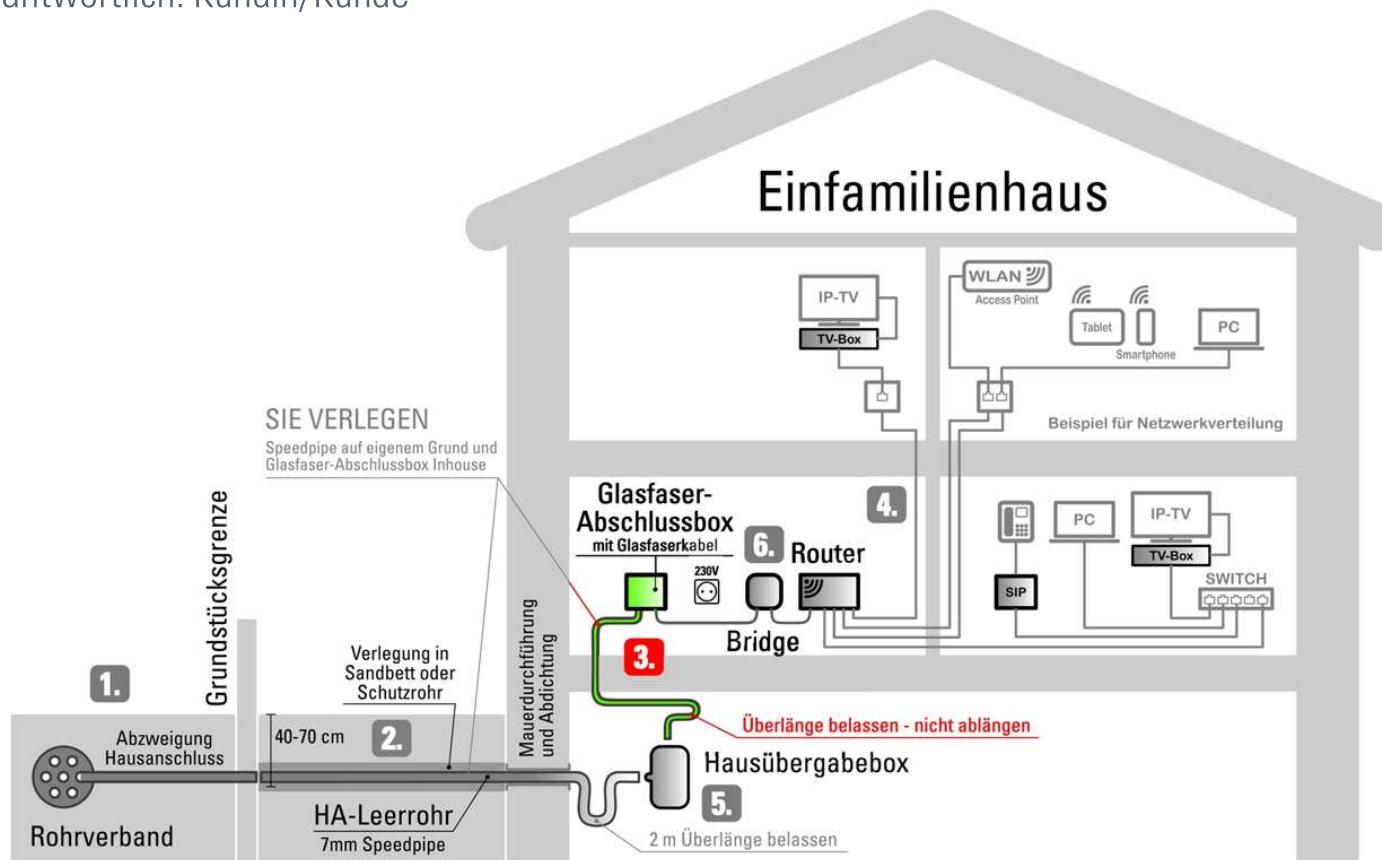 antwortlich: Kundin/Kunde
Einfamilienhaus
IP-TV
TV-Box
WLAN
Access Point
Tablet
Smartphone
PC
Beispiel für Netzwerkverteilung
SIE VERLEGEN
Speedpipe auf eigenem Grund und
Glasfaser-Abschlussbox Inhouse
Glasfaser-
Abschlussbox
mit Glasfaserkabel
230V
6.
Router
4.
Bridge
3.
PC
IP-TV
TV-Box
SIP
SWITCH
Grundstücksgrenze
1.
Abzweigung
Hausanschluss
Rohrverband
Verlegung in
Sandbett oder
Schutzrohr
40-70 cm
2.
HA-Leerrohr
7mm Speedpipe
Mauerdurchführung
und Abdichtung
Überlänge belassen - nicht ablängen
Hausübergabebox
5.
2 m Überlänge belassen